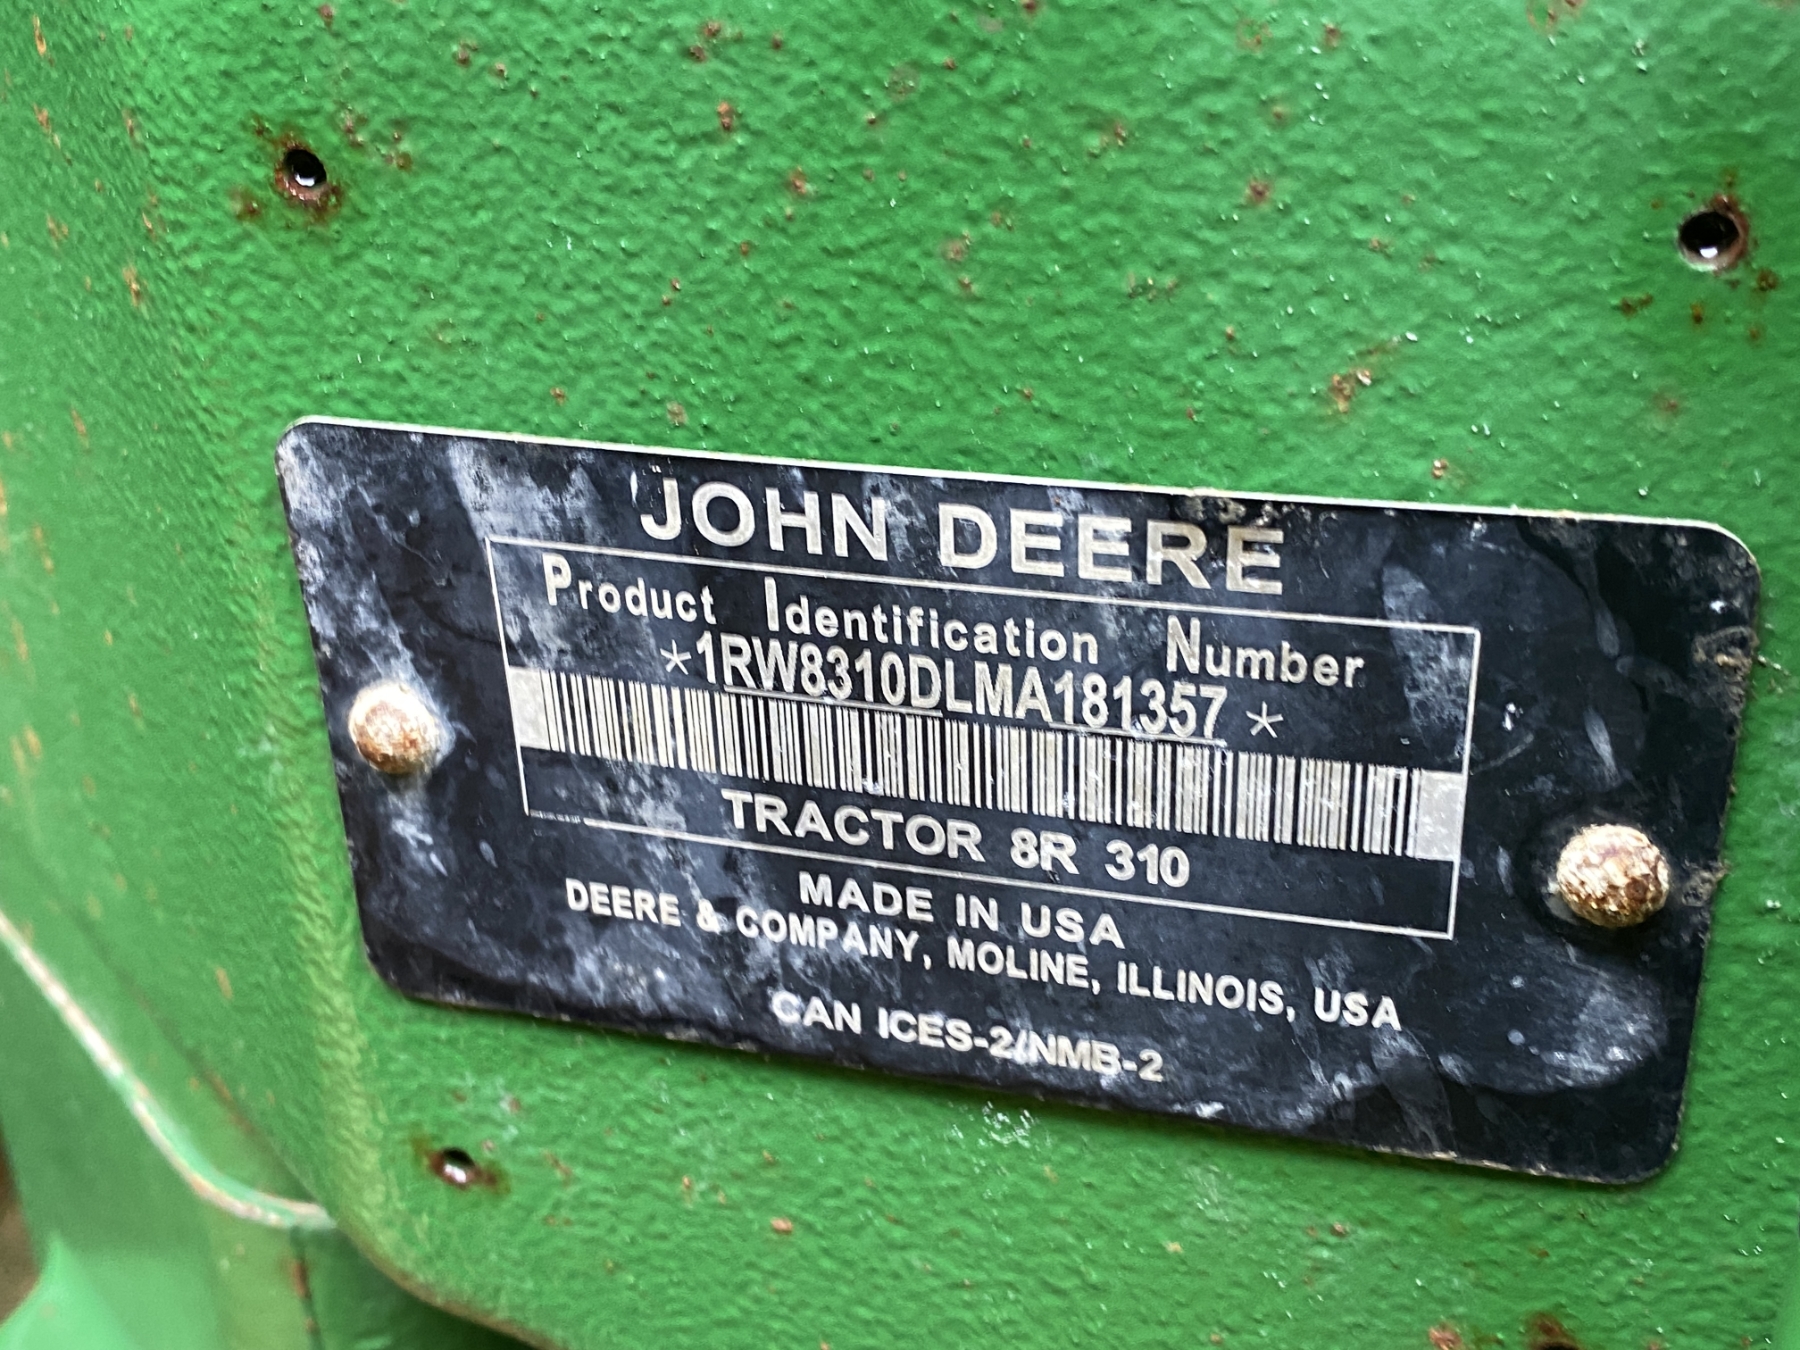 JOHN DEERE
Product Identification Number
*1RW8310DLMA181357*
TRACTOR 8R 310
MADE IN USA
DEERE & COMPANY, MOLINE, ILLINOIS, USA
CAN ICES-2/NMB-2